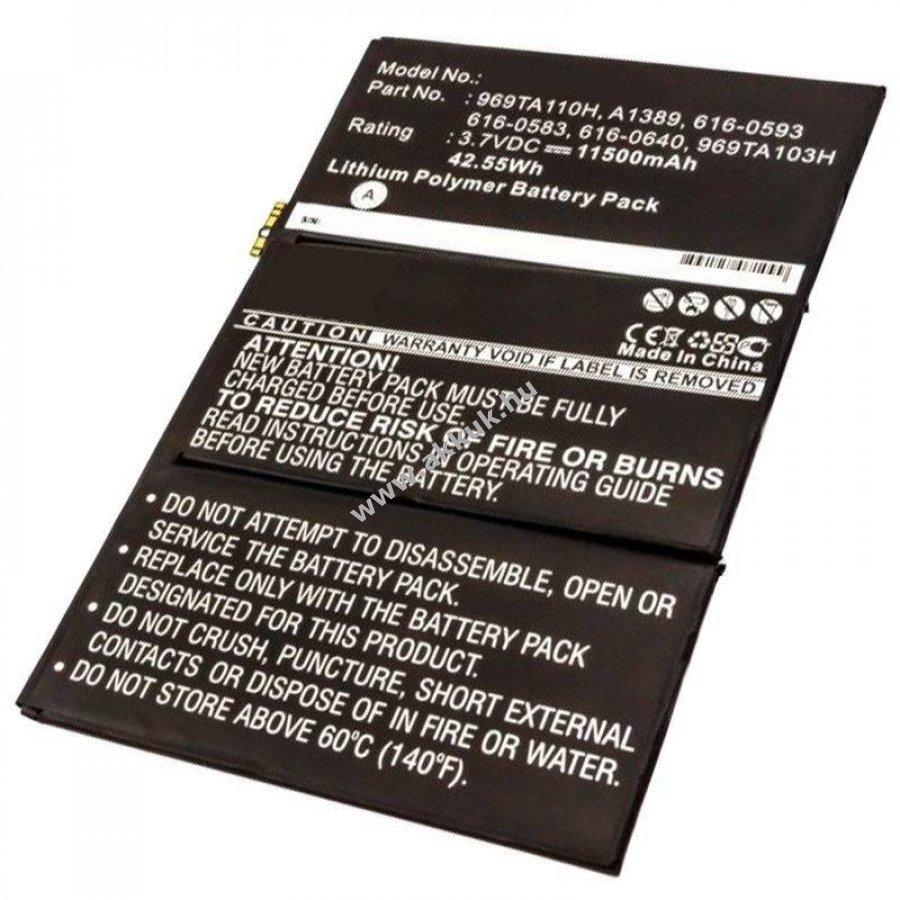 Model No.:
Part No. : 969TA110H, A1389, 616-0593
616-0583, 616-0640, 969TA103H
Rating : 3.7VDC ⎓ 11500mAh
42.55Wh
Lithium Polymer Battery Pack
A
S/N:
CE
Made In China
CAUTION WARRANTY VOID IF LABEL IS REMOVED
ATTENTION!
NEW BATTERY PACK MUST BE FULLY
CHARGED BEFORE USE.
TO REDUCE RISK OF FIRE OR BURNS
READ INSTRUCTIONS IN OPERATING GUIDE
BEFORE USING THE BATTERY.
www.akkuk.hu
• DO NOT ATTEMPT TO DISASSEMBLE, OPEN OR
SERVICE THE BATTERY PACK.
• REPLACE ONLY WITH THE BATTERY PACK
DESIGNATED FOR THIS PRODUCT.
• DO NOT CRUSH, PUNCTURE, SHORT EXTERNAL
CONTACTS OR DISPOSE OF IN FIRE OR WATER.
• DO NOT STORE ABOVE 60°C (140°F).